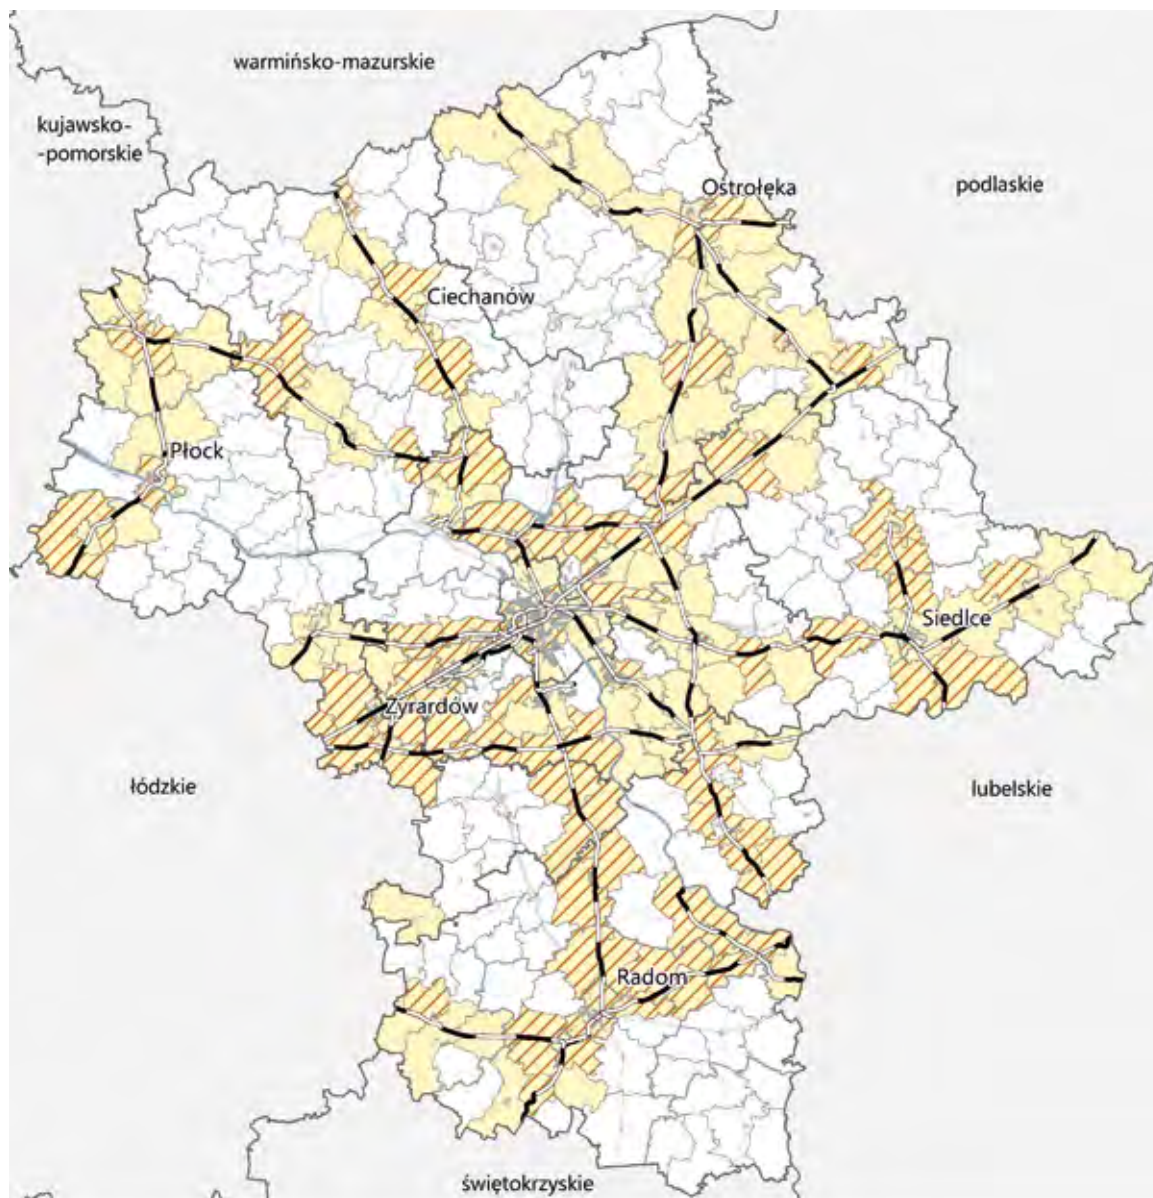 warmińsko-mazurskie
kujawsko-
-pomorskie
podlaskie
Ostrołęka
Ciechanów
Płock
Siedlce
Żyrardów
łódzkie
lubelskie
Radom
świętokrzyskie